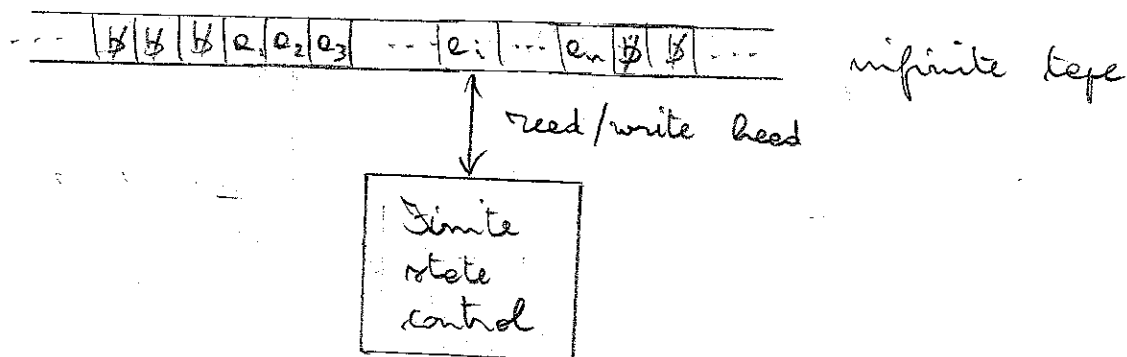 ... ␢ ␢ ␢ a₁ a₂ a₃ ... aᵢ ... aₙ ␢ ␢ ... infinite tape
read/write head
Finite
state
control